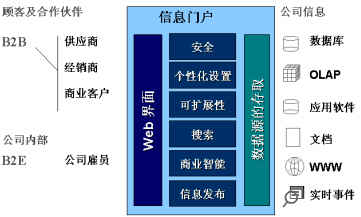 顾客及合作伙伴
B2B
供应商
经销商
商业客户
公司内部
B2E
公司雇员
信息门户
Web 界面
安全
个性化设置
可扩展性
搜索
商业智能
信息发布
数据源的存取
公司信息
数据库
OLAP
应用软件
文档
WWW
实时事件